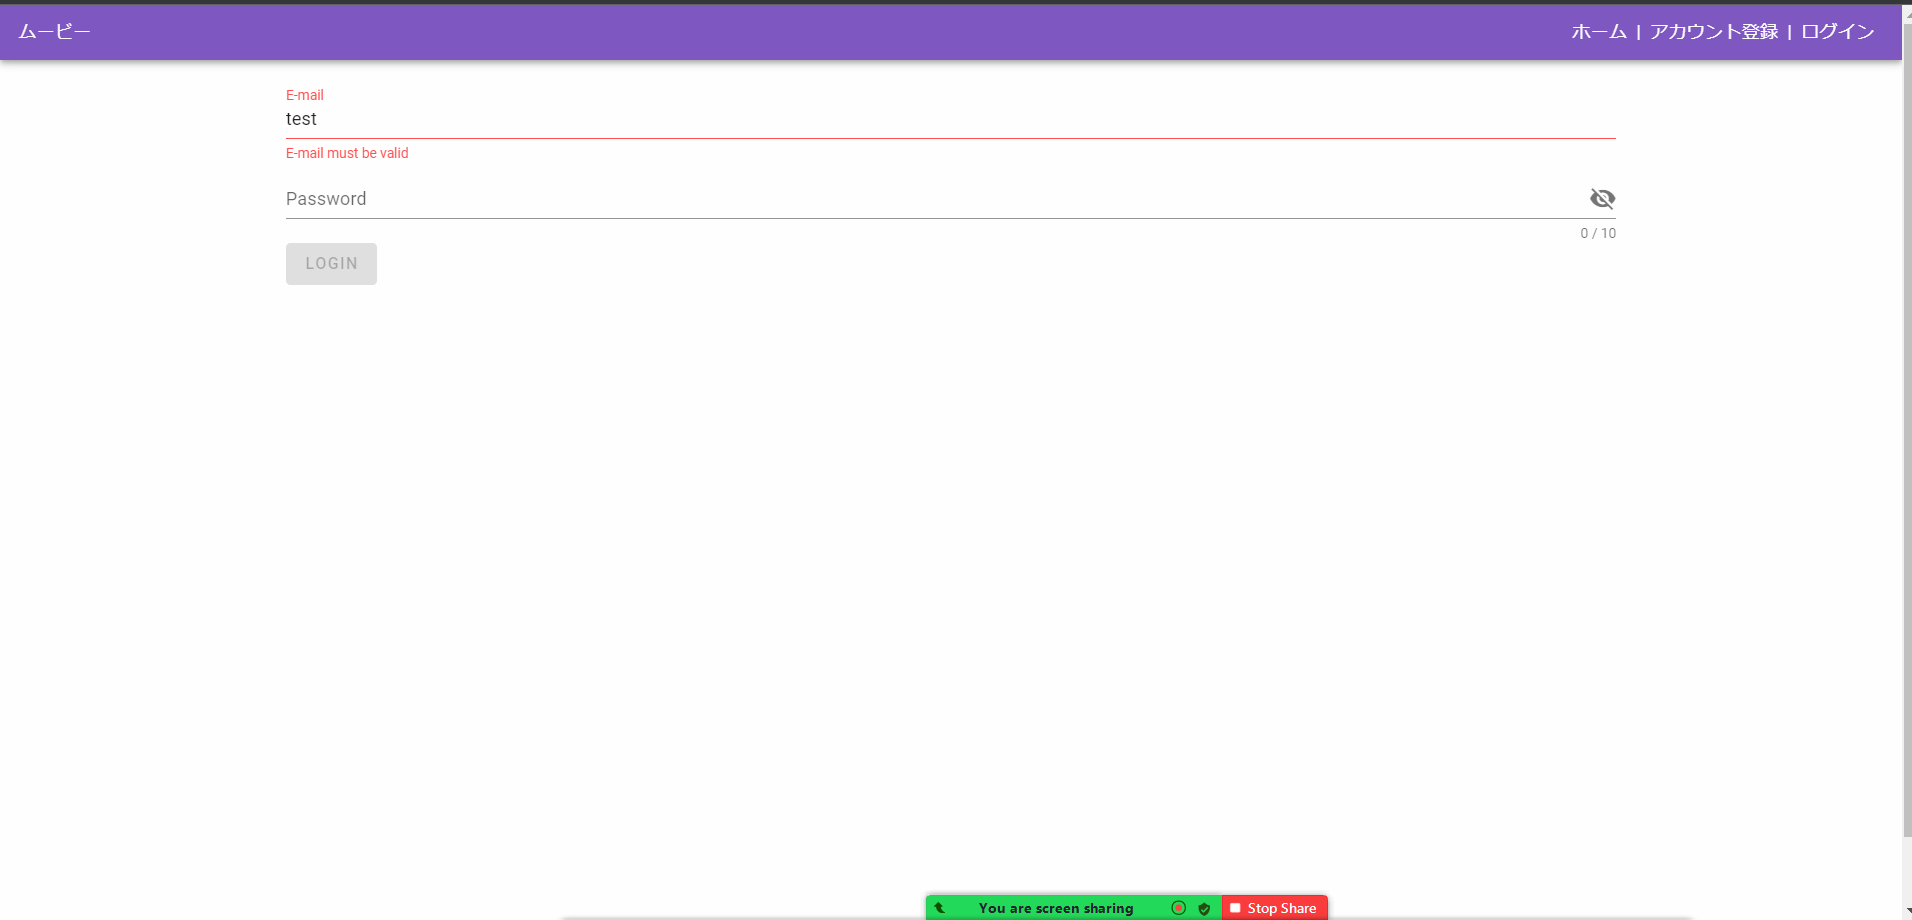 ムービー
ホーム | アカウント登録 | ログイン
E-mail
test
E-mail must be valid
Password
0 / 10
LOGIN
You are screen sharing
Stop Share